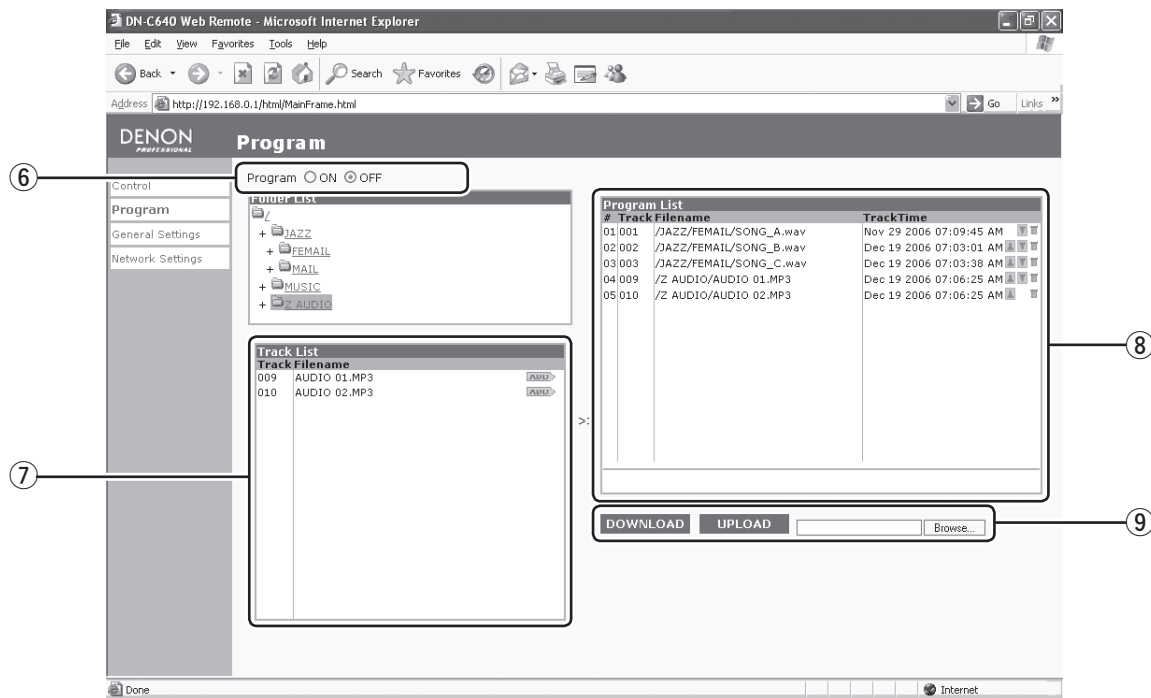 DN-C640 Web Remote - Microsoft Internet Explorer
File Edit View Favorites Tools Help
Back Search Favorites
Address http://192.168.0.1/html/MainFrame.html Go Links »
DENON
PROFESSIONAL
Program
⑥
Program ON OFF
Control
Program
General Settings
Network Settings
Folder List
/
+ JAZZ
+ FEMAIL
+ MAIL
+ MUSIC
+ Z AUDIO
Program List
# Track Filename TrackTime
01 001 /JAZZ/FEMAIL/SONG_A.wav Nov 29 2006 07:09:45 AM
02 002 /JAZZ/FEMAIL/SONG_B.wav Dec 19 2006 07:03:01 AM
03 003 /JAZZ/FEMAIL/SONG_C.wav Dec 19 2006 07:03:38 AM
04 009 /Z AUDIO/AUDIO 01.MP3 Dec 19 2006 07:06:25 AM
05 010 /Z AUDIO/AUDIO 02.MP3 Dec 19 2006 07:06:25 AM
⑧
Track List
Track Filename
009 AUDIO 01.MP3 ADD
010 AUDIO 02.MP3 ADD
>:
⑦
DOWNLOAD UPLOAD Browse...
⑨
Done Internet